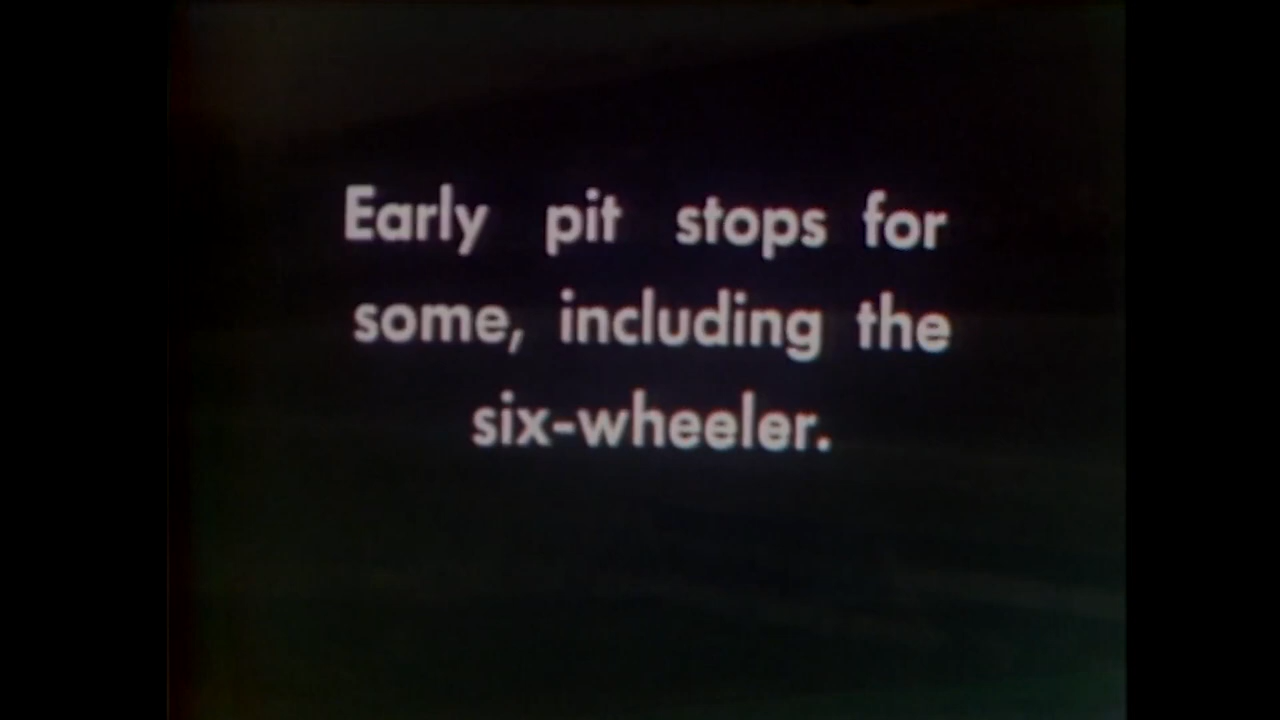 Early pit stops for
some, including the
six-wheeler.